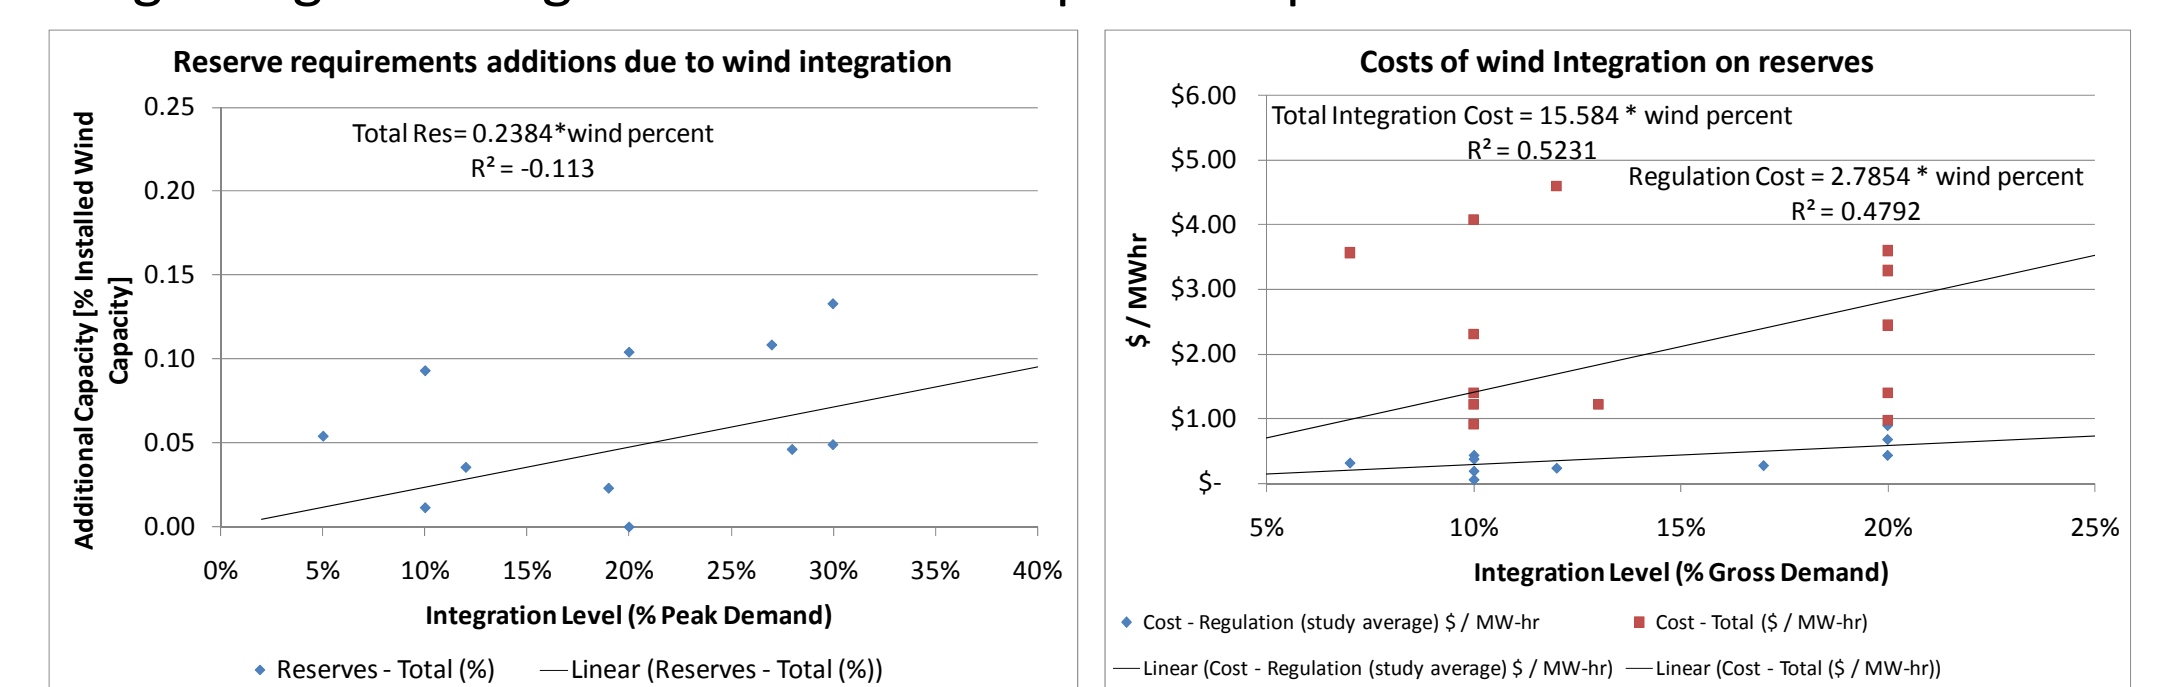 Reserve requirements additions due to wind integration
Additional Capacity [% Installed Wind
Capacity]
0.25
0.20
0.15
0.10
0.05
0.00
Total Res= 0.2384*wind percent
R² = -0.113
0% 5% 10% 15% 20% 25% 30% 35% 40%
Integration Level (% Peak Demand)
Reserves - Total (%) Linear (Reserves - Total (%))
Costs of wind Integration on reserves
$ / MWhr
$6.00
$5.00
$4.00
$3.00
$2.00
$1.00
$-
Total Integration Cost = 15.584 * wind percent
R² = 0.5231
Regulation Cost = 2.7854 * wind percent
R² = 0.4792
5% 10% 15% 20% 25%
Integration Level (% Gross Demand)
Cost - Regulation (study average) $ / MW-hr Cost - Total ($ / MW-hr)
Linear (Cost - Regulation (study average) $ / MW-hr) Linear (Cost - Total ($ / MW-hr))